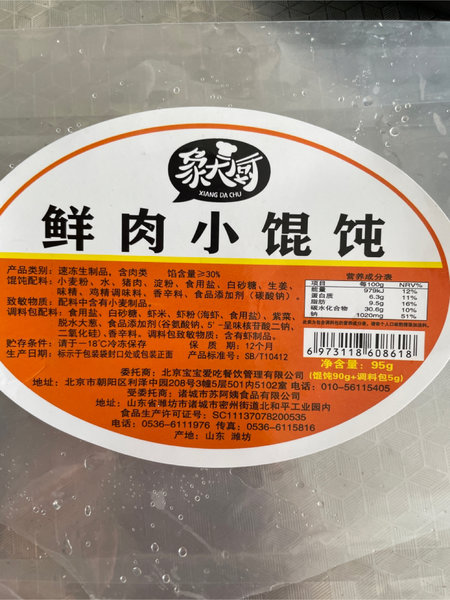 象大厨
XIANG DA CHU
鲜肉小馄饨
产品类别：速冻生制品，含肉类 馅含量≥30%
馄饨配料：小麦粉、水、猪肉、淀粉、食用盐、白砂糖、生姜、
味精、鸡精调味料、香辛料、食品添加剂（碳酸钠）。
致敏物质：配料中含有小麦制品。
调料包配料：食用盐、白砂糖、虾米、虾粉（海虾、食用盐）、紫菜、
脱水大葱、食品添加剂（谷氨酸钠、5'-呈味核苷酸二钠、
二氧化硅）、香辛料。调料包致敏物质：含有虾制品。
贮存条件：请于-18℃冷冻保存 保 质 期：12个月
生产日期：标示于包装袋封口处或包装正面 产品标准号：SB/T10412
营养成分表
项目 每100g NRV%
能量 979kJ 12%
蛋白质 6.3g 11%
脂肪 9.5g 16%
碳水化合物 30.6g 10%
钠 1020mg 51%
6973118608618
净含量：95g
(馄饨90g+调料包5g)
委托商：北京宝宝爱吃餐饮管理有限公司
地址：北京市朝阳区利泽中园208号3幢5层501内5102室 电话：010-56115405
受委托商：诸城市苏阿姨食品有限公司
地址：山东省潍坊市诸城市密州街道北和平工业园内
食品生产许可证号：SC11137078200535
电话：0536-6111976 传真：0536-6115816
产地：山东 潍坊